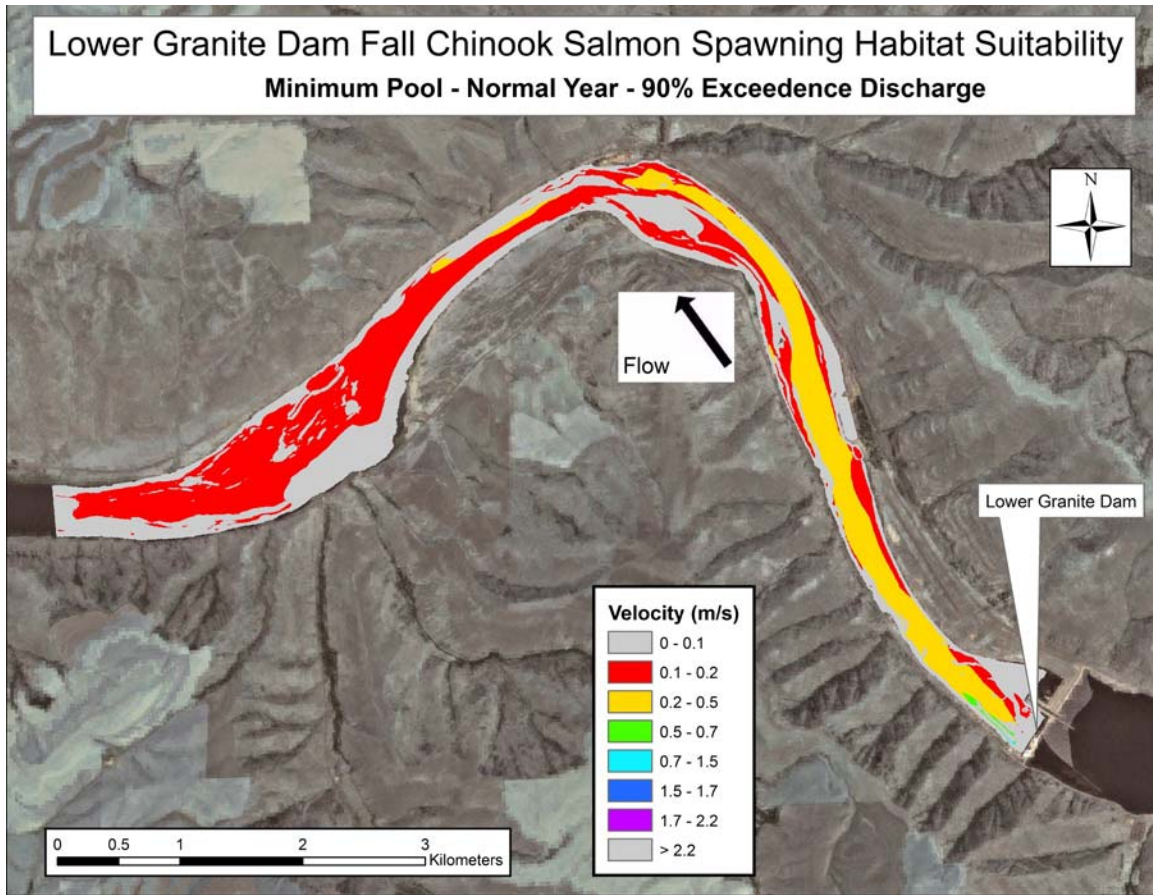 Lower Granite Dam Fall Chinook Salmon Spawning Habitat Suitability
Minimum Pool - Normal Year - 90% Exceedence Discharge
N
Flow
Lower Granite Dam
Velocity (m/s)
0 - 0.1
0.1 - 0.2
0.2 - 0.5
0.5 - 0.7
0.7 - 1.5
1.5 - 1.7
1.7 - 2.2
> 2.2
0 0.5 1 2 3
Kilometers